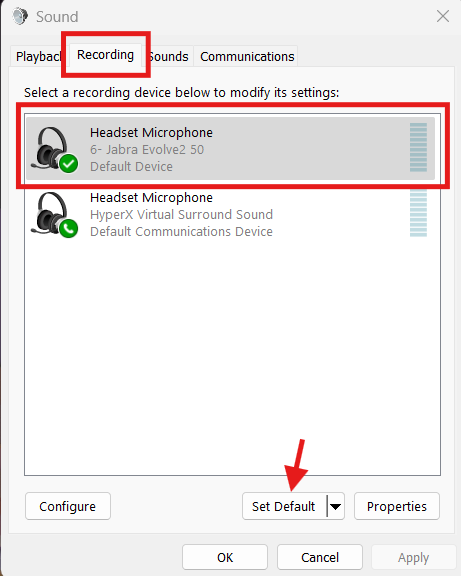 Sound
Playback Recording Sounds Communications
Select a recording device below to modify its settings:
Headset Microphone
6- Jabra Evolve2 50
Default Device
Headset Microphone
HyperX Virtual Surround Sound
Default Communications Device
Configure Set Default Properties
OK Cancel Apply